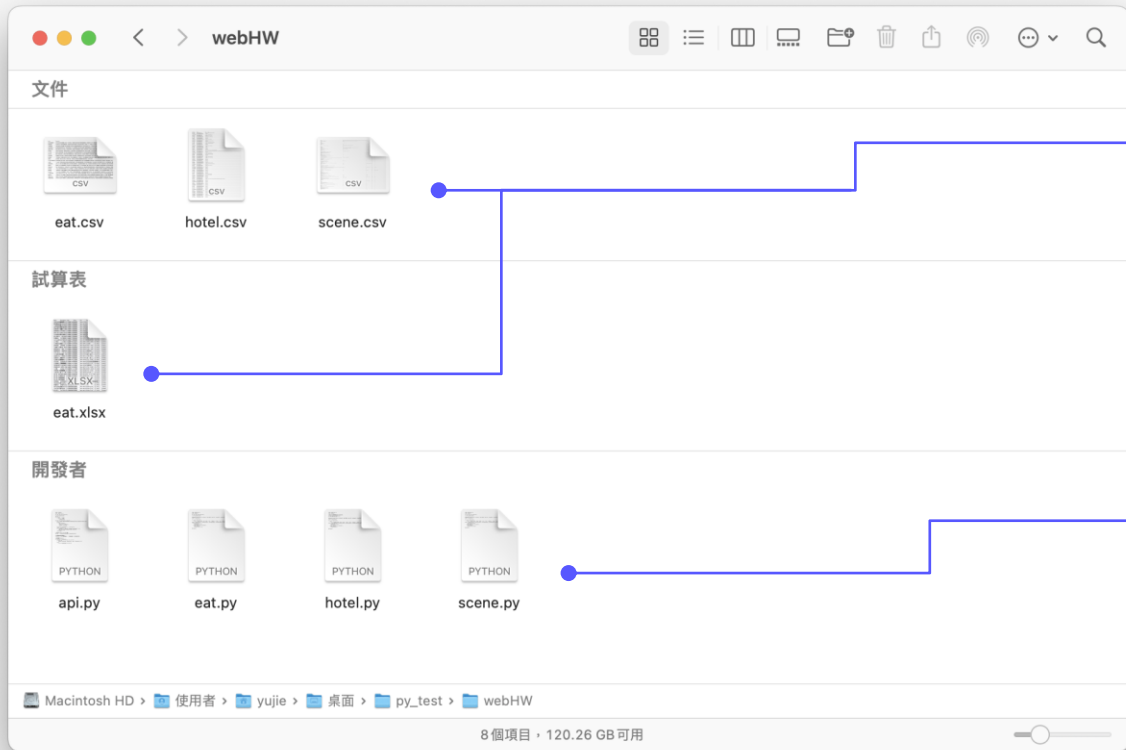 webHW
文件
CSV
CSV
CSV
eat.csv
hotel.csv
scene.csv
試算表
XLSX
eat.xlsx
開發者
PYTHON
PYTHON
PYTHON
PYTHON
api.py
eat.py
hotel.py
scene.py
Macintosh HD › 使用者 › yujie › 桌面 › py_test › webHW
8個項目，120.26 GB可用